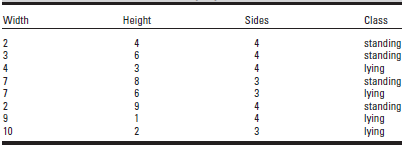 Width Height Sides Class
2 4 4 standing
3 6 4 standing
4 3 4 lying
7 8 3 standing
7 6 3 lying
2 9 4 standing
9 1 4 lying
10 2 3 lying